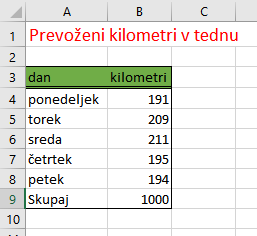 A B C
1 Prevoženi kilometri v tednu
2
3 dan kilometri
4 ponedeljek 191
5 torek 209
6 sreda 211
7 četrtek 195
8 petek 194
9 Skupaj 1000
10